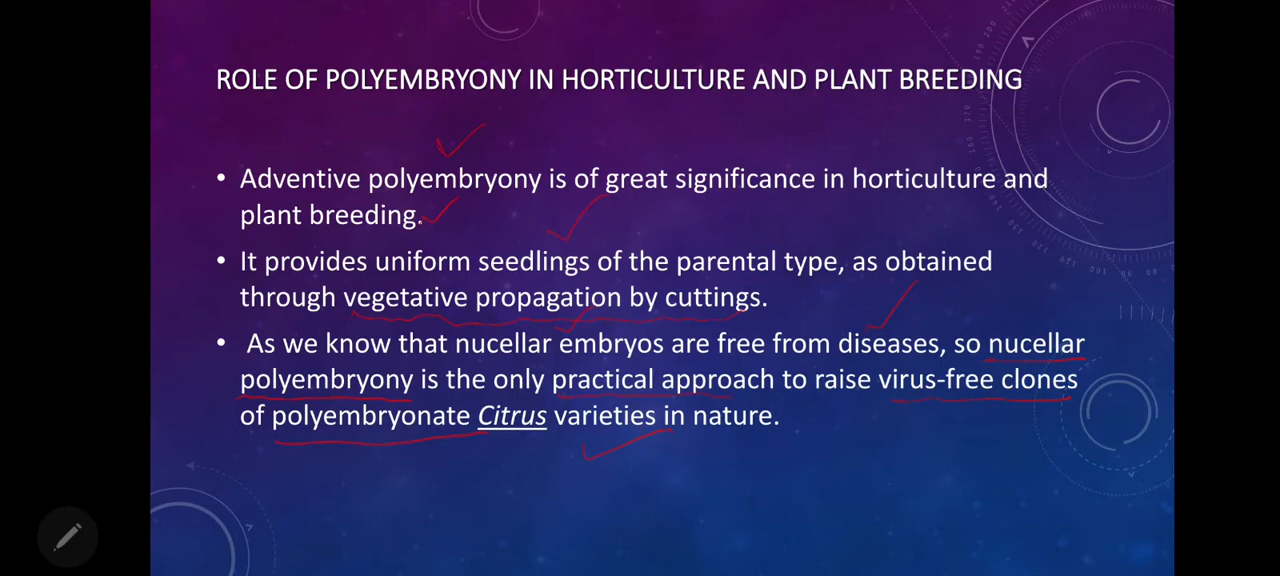 ROLE OF POLYEMBRYONY IN HORTICULTURE AND PLANT BREEDING
• Adventive polyembryony is of great significance in horticulture and
plant breeding.
• It provides uniform seedlings of the parental type, as obtained
through vegetative propagation by cuttings.
• As we know that nucellar embryos are free from diseases, so nucellar
polyembryony is the only practical approach to raise virus-free clones
of polyembryonate Citrus varieties in nature.